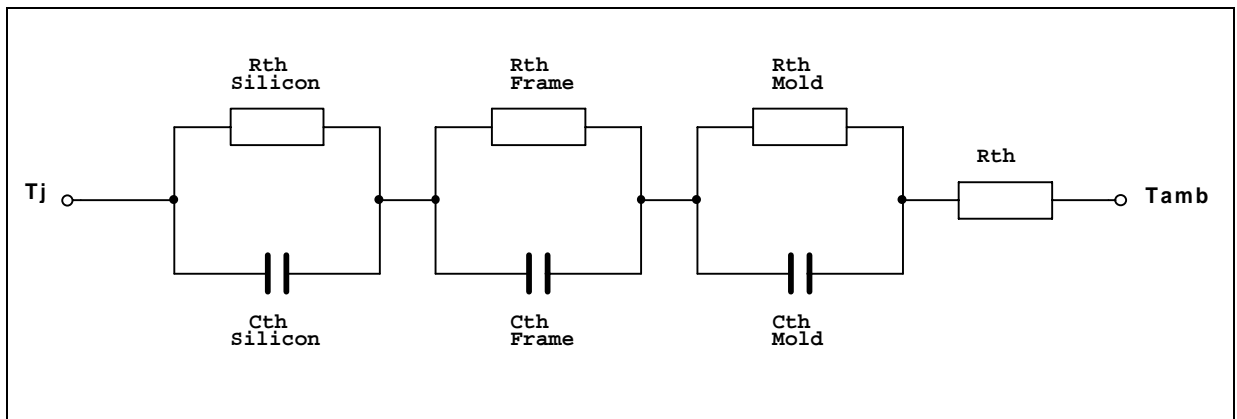 Rth
Silicon
Rth
Frame
Rth
Mold
Rth
Tj
Tamb
Cth
Silicon
Cth
Frame
Cth
Mold